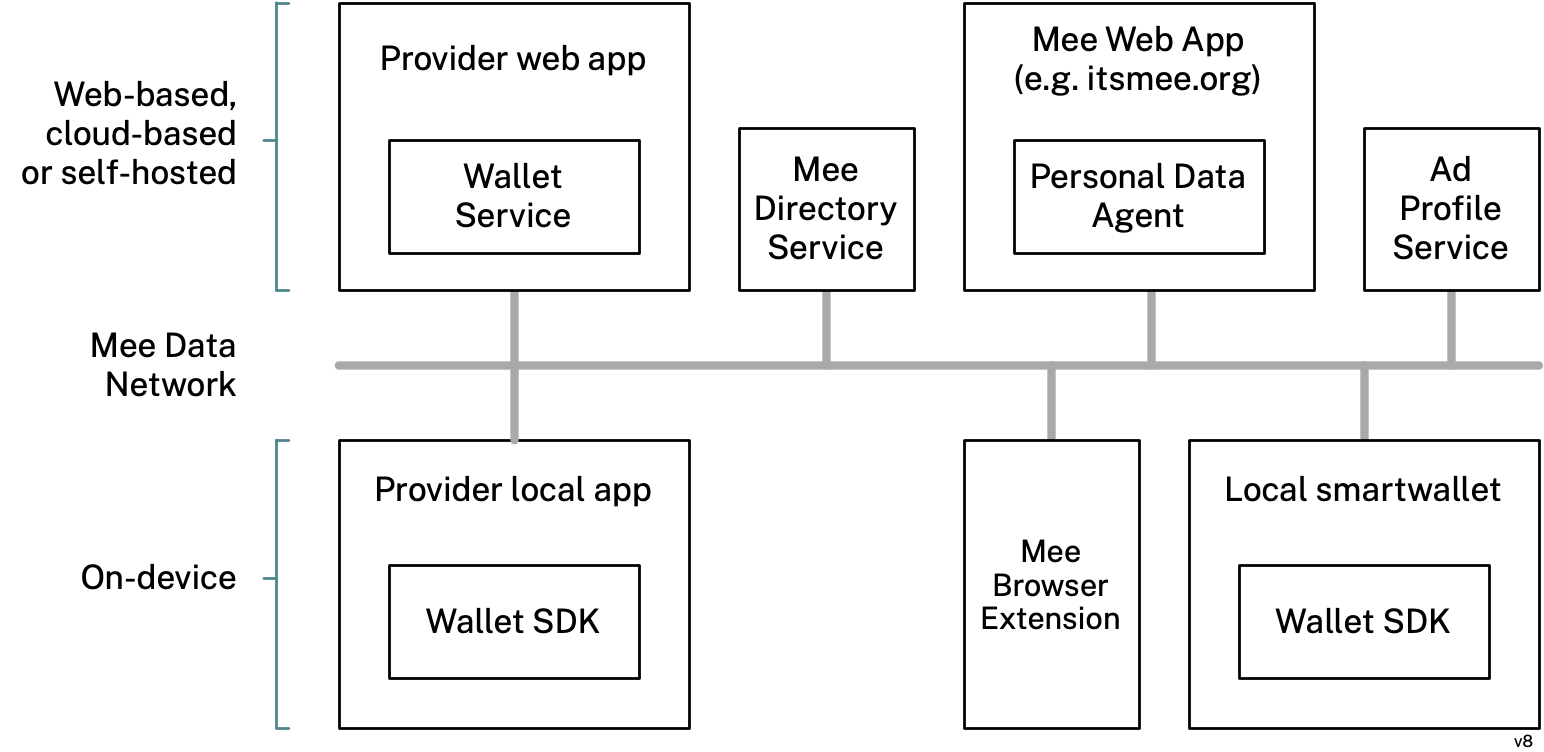 Web-based,
cloud-based
or self-hosted
Provider web app
Wallet
Service
Mee
Directory
Service
Mee Web App
(e.g. itsmee.org)
Personal Data
Agent
Ad
Profile
Service
Mee Data
Network
On-device
Provider local app
Wallet SDK
Mee
Browser
Extension
Local smartwallet
Wallet SDK
v8